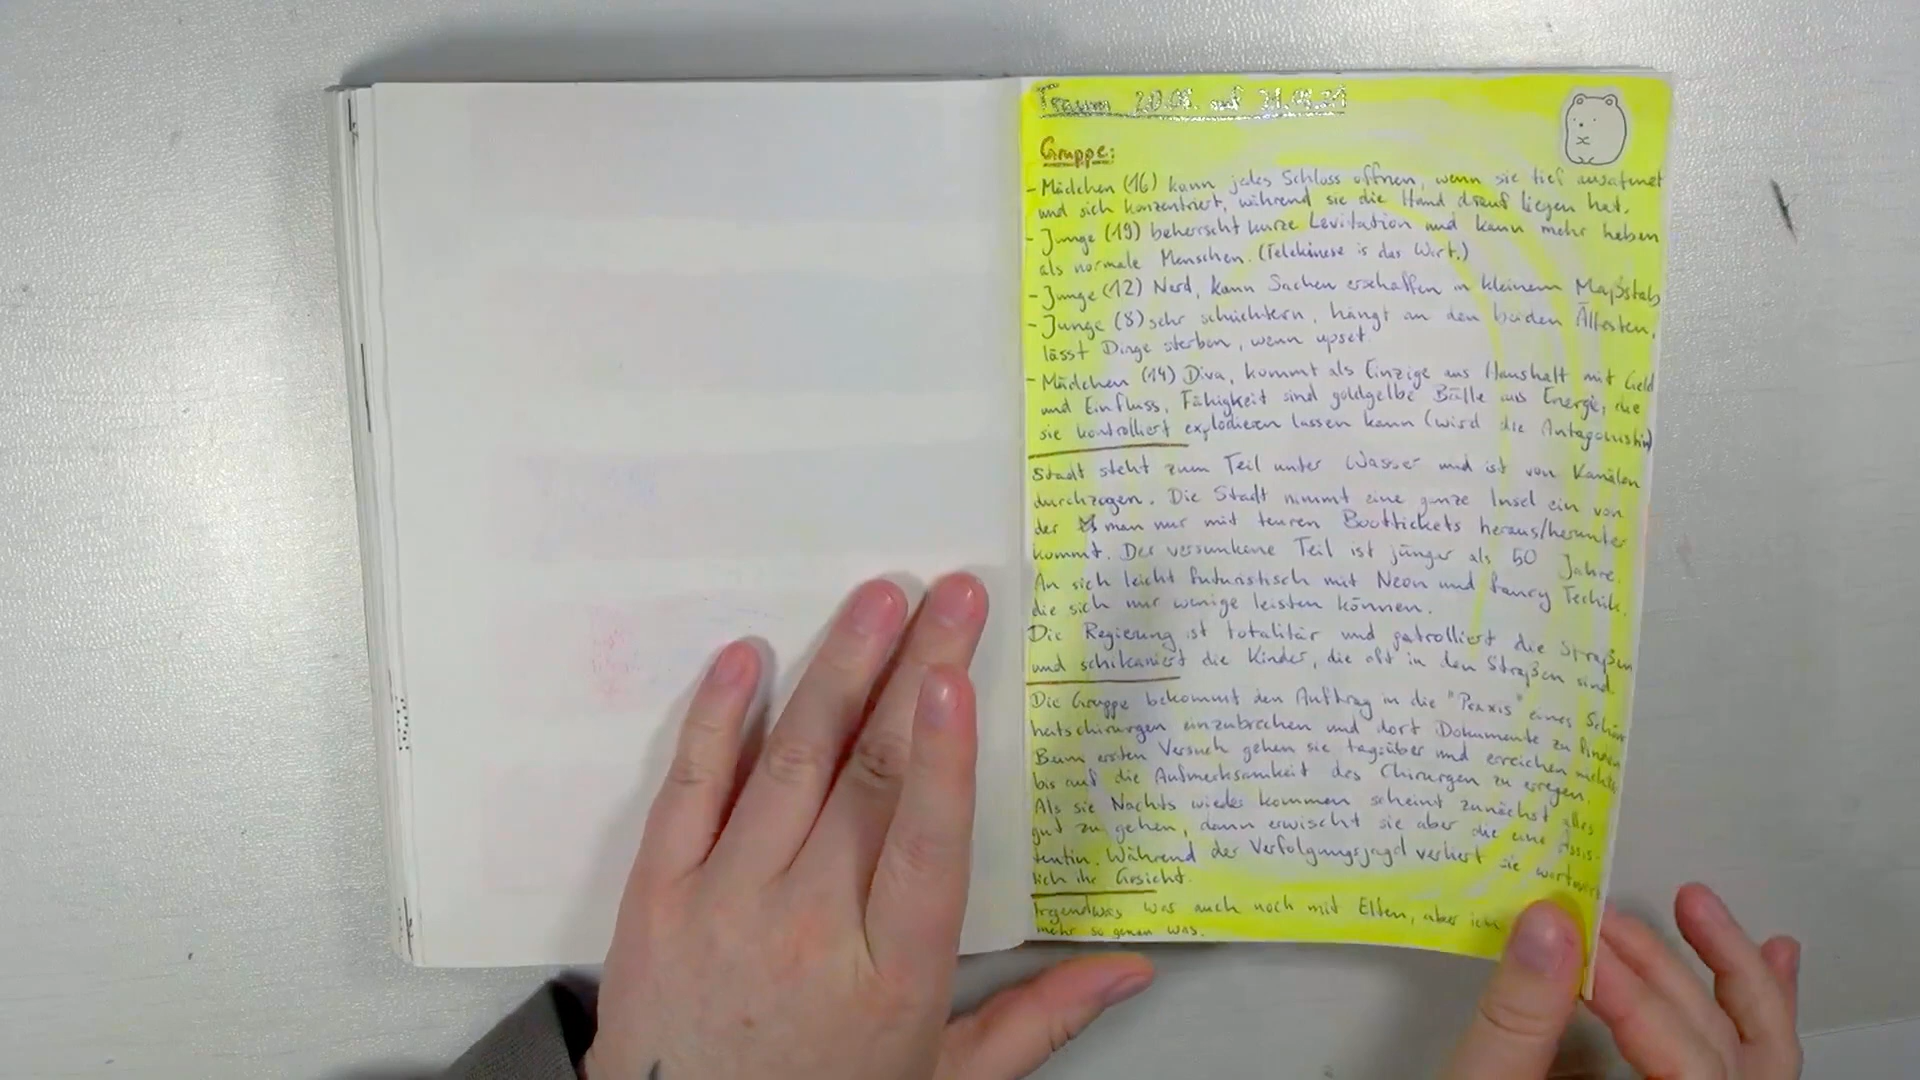 Traum 20.08. auf 21.08.21
Gruppe:
- Mädchen (16) kann jedes Schloss öffnen, wenn sie tief ausatmet
und sich konzentriert, während sie die Hand drauf liegen hat.
- Junge (19) beherrscht kurze Levitation und kann mehr heben
als normale Menschen. (Telekinese is das Wort.)
- Junge (12) Nerd, kann Sachen erschaffen in kleinem Maßstab
- Junge (8) sehr schüchtern, hängt an den beiden Ältesten,
lässt Dinge sterben, wenn upset.
- Mädchen (14) Diva, kommt als Einzige aus Haushalt mit Geld
und Einfluss, Fähigkeit sind goldgelbe Bälle aus Energie, die
sie kontrolliert explodieren lassen kann (wird die Antagonistin)
Stadt steht zum Teil unter Wasser und ist von Kanälen
durchzogen. Die Stadt nimmt eine ganze Insel ein von
der man nur mit teuren Boottickets heraus/herunter
kommt. Der versunkene Teil ist jünger als 50 Jahre.
An sich leicht futuristisch mit Neon und fancy Techik,
die sich nur wenige leisten können.
Die Regierung ist totalitär und patrolliert die Straßen
und schikaniert die Kinder, die oft in den Straßen sind.
Die Gruppe bekommt den Auftrag in die "Praxis" eines Schön
heitschirurgen einzubrechen und dort Dokumente zu finden
Beim ersten Versuch gehen sie tagsüber und erreichen nichts
bis auf die Aufmerksamkeit des Chirurgen zu erregen.
Als sie Nachts wieder kommen scheint zunächst alles
gut zu gehen, dann erwischt sie aber die eine Assis-
tentin. Während der Verfolgungsjagd verliert sie wortwört
lich ihr Gesicht.
Irgendwas war auch noch mit Elfen, aber ich
mehr so genau was.